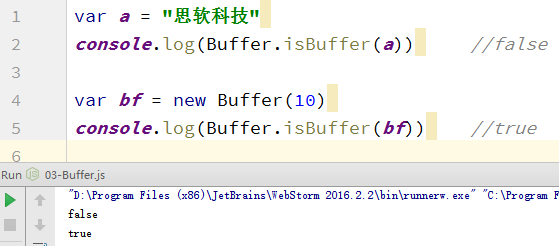 1 var a = "思软科技"
2 console.log(Buffer.isBuffer(a)) //false
3
4 var bf = new Buffer(10)
5 console.log(Buffer.isBuffer(bf)) //true
6
Run 03-Buffer.js
"D:\Program Files (x86)\JetBrains\WebStorm 2016.2.2\bin\runnerw.exe" "C:\Program F
false
true